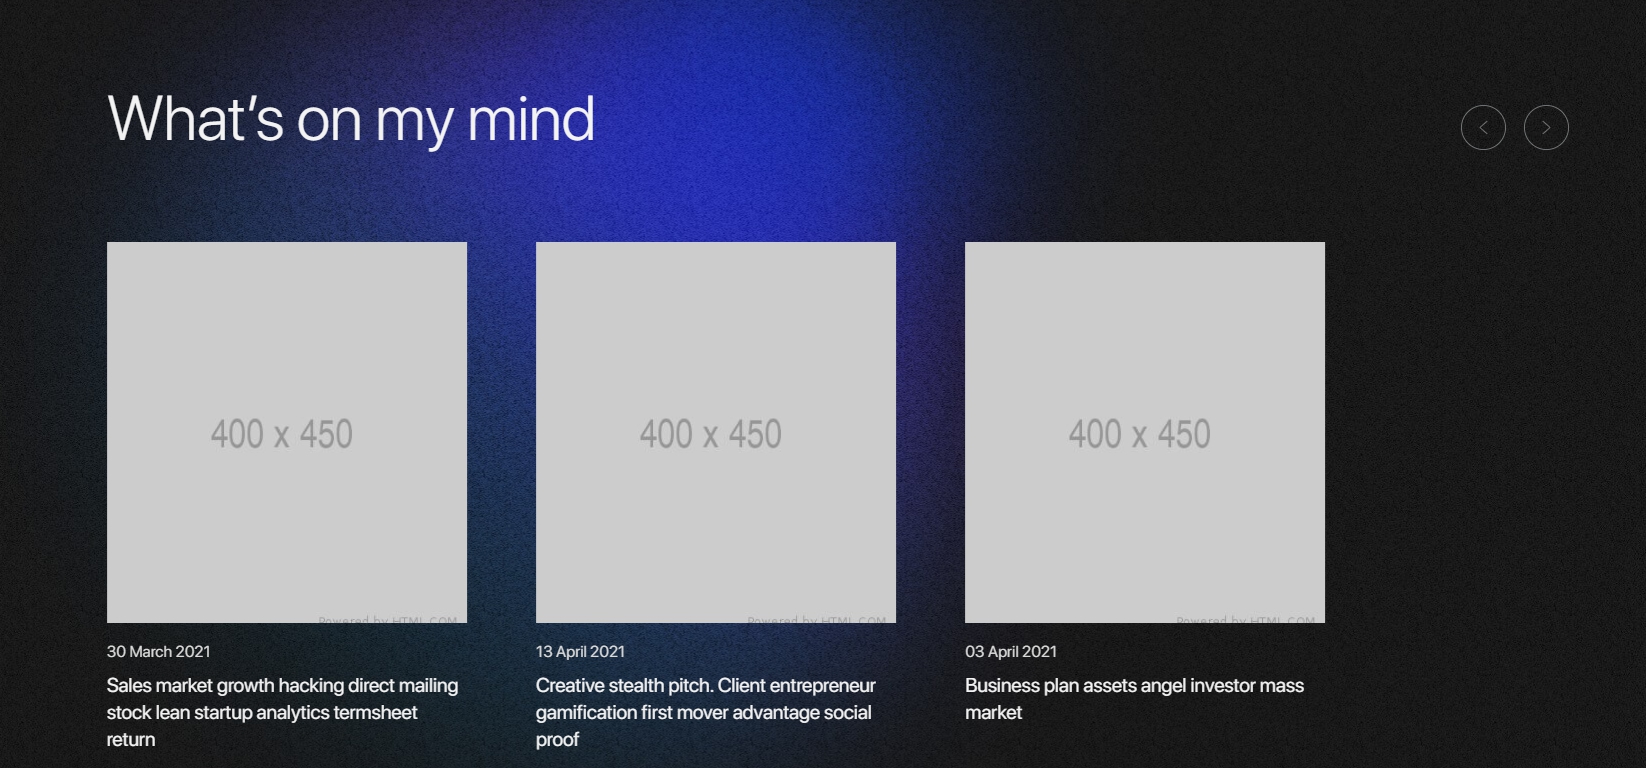 What’s on my mind
400 x 450
400 x 450
400 x 450
Powered by HTML.COM
Powered by HTML.COM
Powered by HTML.COM
30 March 2021
13 April 2021
03 April 2021
Sales market growth hacking direct mailing
stock lean startup analytics termsheet
return
Creative stealth pitch. Client entrepreneur
gamification first mover advantage social
proof
Business plan assets angel investor mass
market